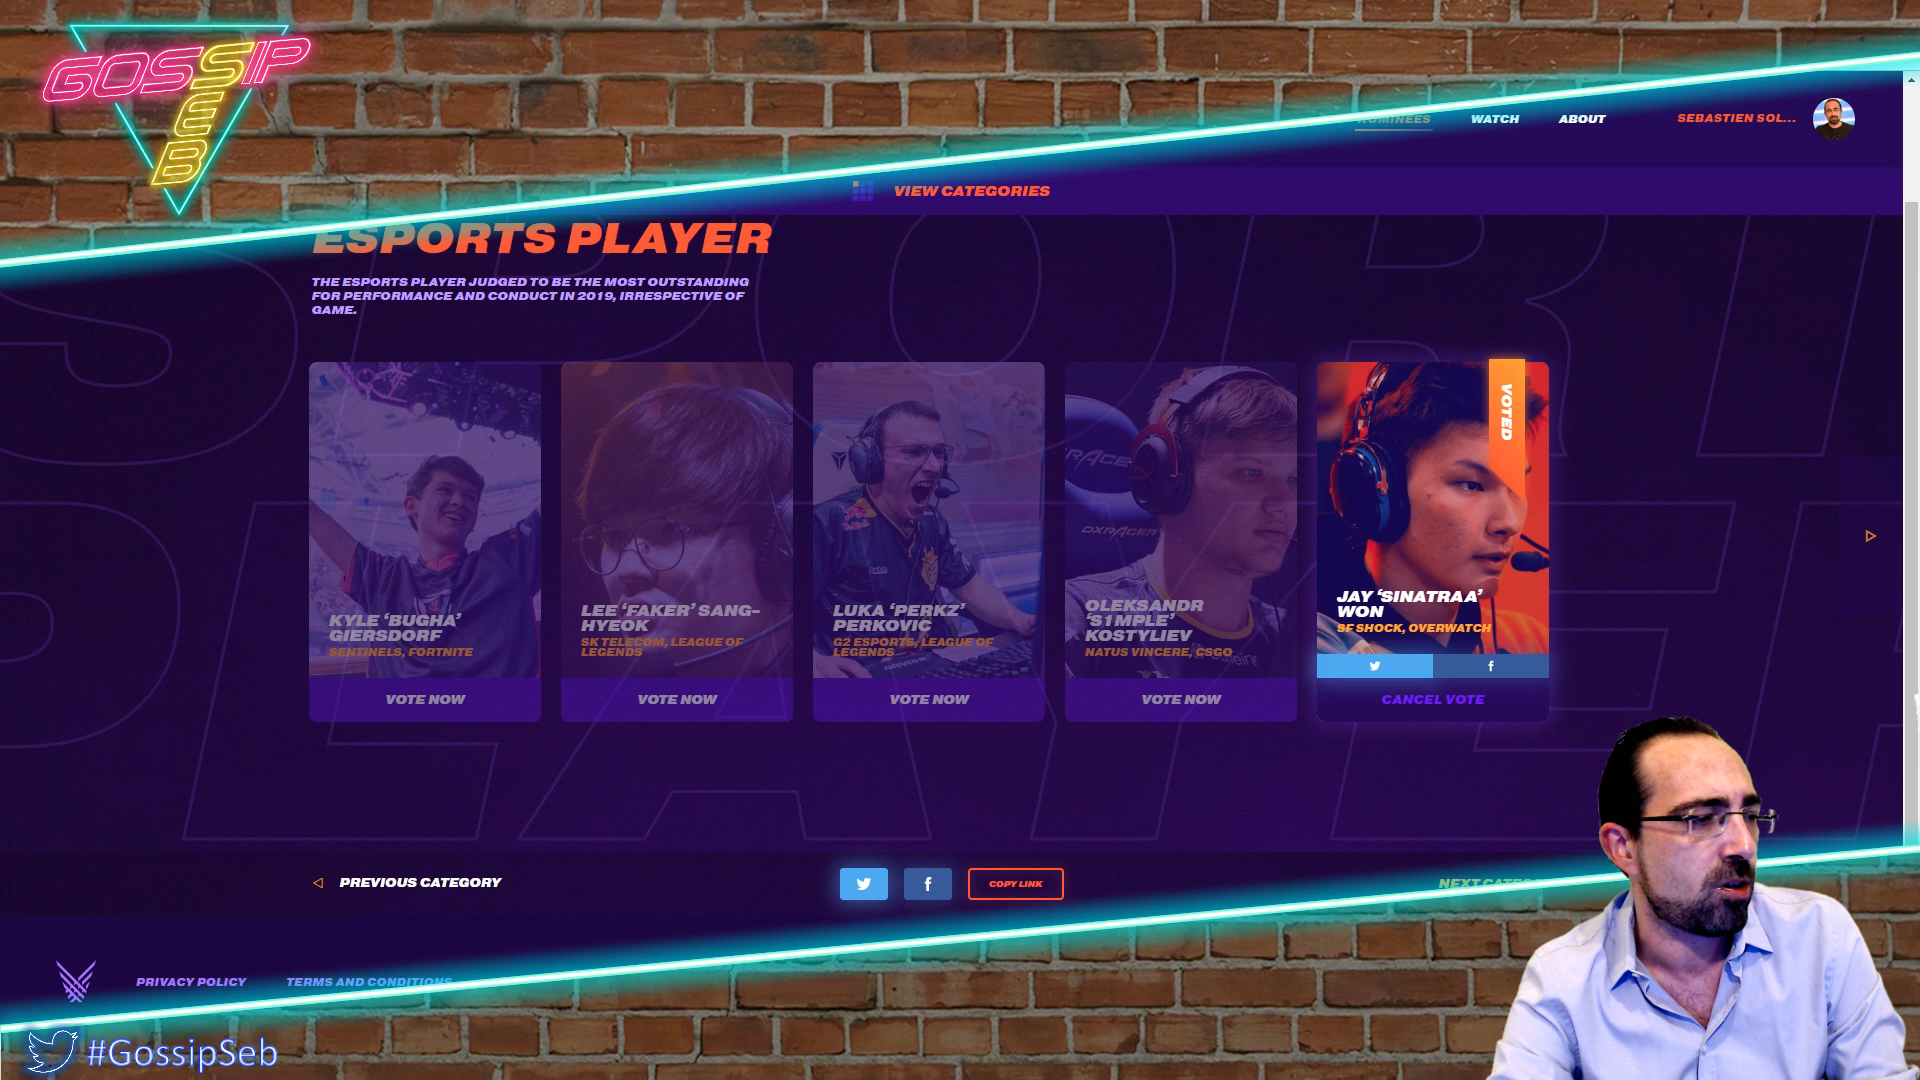 GOSSIP
SEB
NOMINEES
WATCH
ABOUT
SEBASTIEN SOL...
VIEW CATEGORIES
ESPORTS PLAYER
THE ESPORTS PLAYER JUDGED TO BE THE MOST OUTSTANDING
FOR PERFORMANCE AND CONDUCT IN 2019, IRRESPECTIVE OF
GAME.
KYLE ‘BUGHA’
GIERSDORF
SENTINELS, FORTNITE
VOTE NOW
LEE ‘FAKER’ SANG-
HYEOK
SK TELECOM, LEAGUE OF
LEGENDS
VOTE NOW
LUKA ‘PERKZ’
PERKOVIC
G2 ESPORTS, LEAGUE OF
LEGENDS
VOTE NOW
DXRACER
OLEKSANDR
‘S1MPLE’
KOSTYLIEV
NATUS VINCERE, CSGO
VOTE NOW
VOTED
JAY ‘SINATRAA’
WON
SF SHOCK, OVERWATCH
CANCEL VOTE
PREVIOUS CATEGORY
COPY LINK
NEXT CATEG
PRIVACY POLICY
TERMS AND CONDITIONS
#GossipSeb